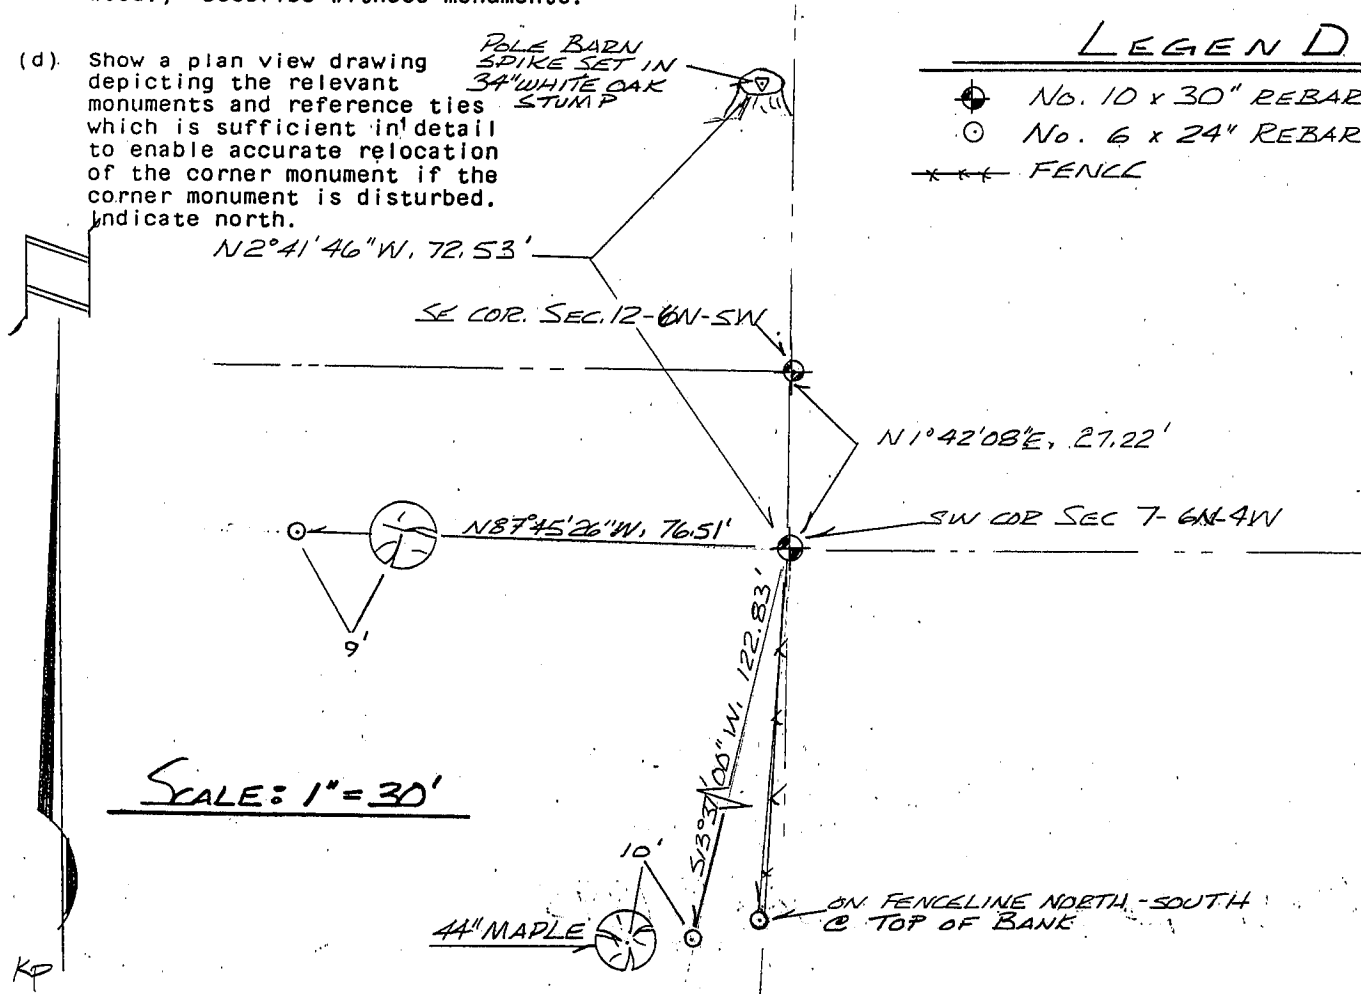 (d) Show a plan view drawing
depicting the relevant
monuments and reference ties
which is sufficient in detail
to enable accurate relocation
of the corner monument if the
corner monument is disturbed.
Indicate north.
POLE BARN
SPIKE SET IN
34" WHITE OAK
STUMP
LEGEND
No. 10 x 30" REBAR
No. 6 x 24" REBAR
FENCE
N2°41'46"W, 72.53'
SE COR. SEC. 12-6N-5W
N1°42'08"E, 27.22'
SW COR SEC 7-6N-4W
N87°45'26"W, 76.51'
9'
122.83'
SCALE: 1"=30'
10'
44" MAPLE
ON FENCELINE NORTH-SOUTH
@ TOP OF BANK
KP